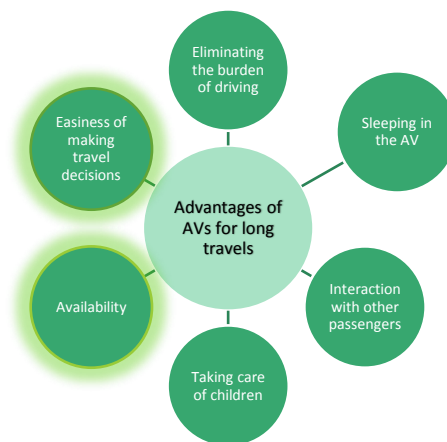 Eliminating
the burden
of driving
Easiness of
making
travel
decisions
Sleeping in
the AV
Advantages of
AVs for long
travels
Availability
Interaction
with other
passengers
Taking care
of children